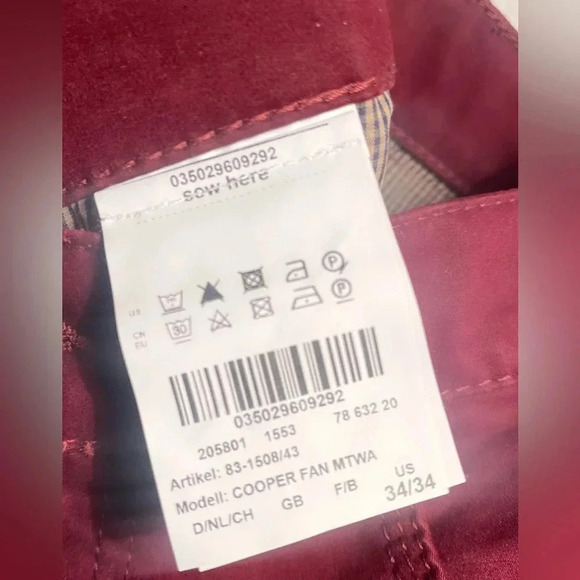 035029609292
sew here
US
CN
EU
30
P
P
035029609292
205801 1553 78 632 20
Artikel: 83-1508/43
Modell: COOPER FAN MTWA
D/NL/CH GB F/B US
34/34